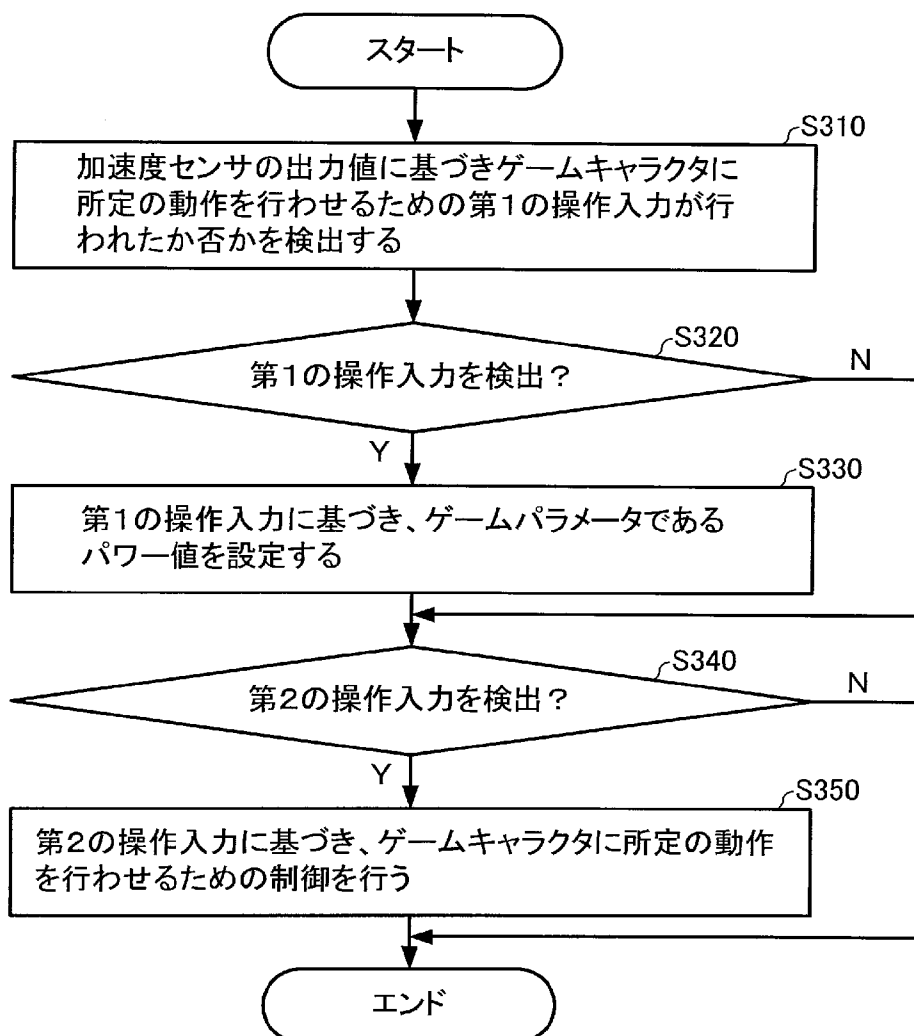 スタート
S310
加速度センサの出力値に基づきゲームキャラクタに
所定の動作を行わせるための第1の操作入力が行
われたか否かを検出する
S320
第1の操作入力を検出？
N
Y
S330
第1の操作入力に基づき、ゲームパラメータである
パワー値を設定する
S340
第2の操作入力を検出？
N
Y
S350
第2の操作入力に基づき、ゲームキャラクタに所定の動作
を行わせるための制御を行う
エンド